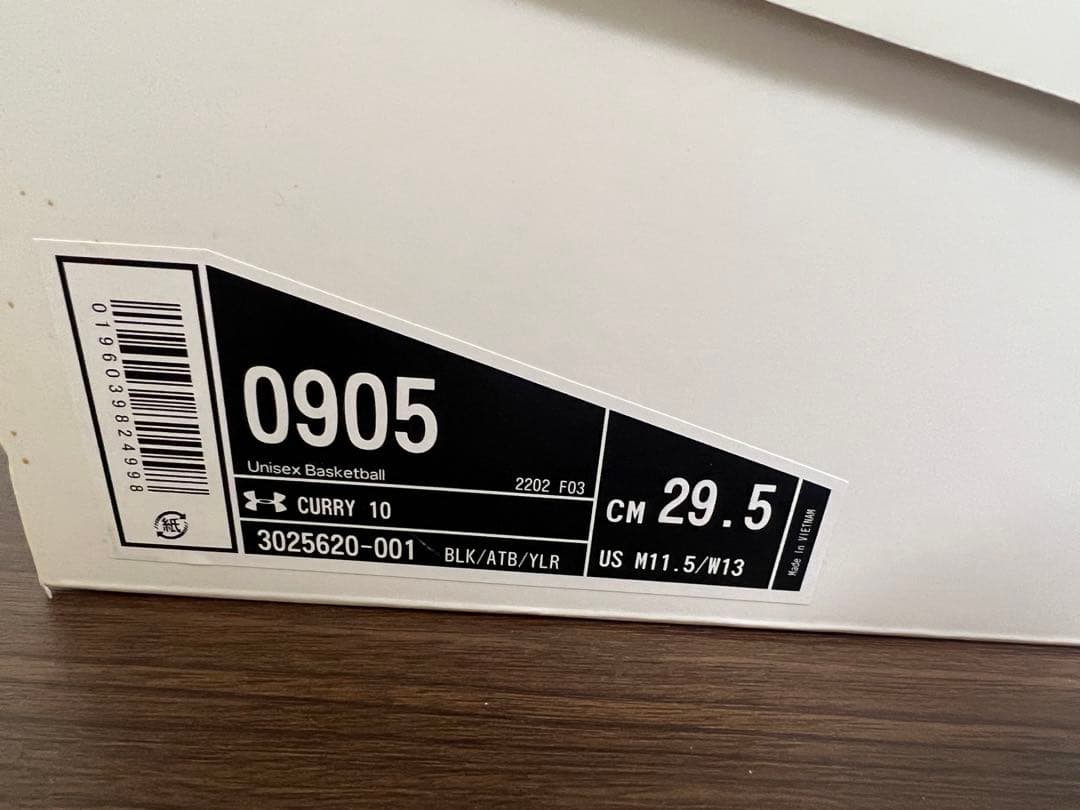 0196039824998
紙
0905
Unisex Basketball
2202 F03
CURRY 10
3025620-001 BLK/ATB/YLR
CM 29.5
US M11.5/W13
Made in VIETNAM